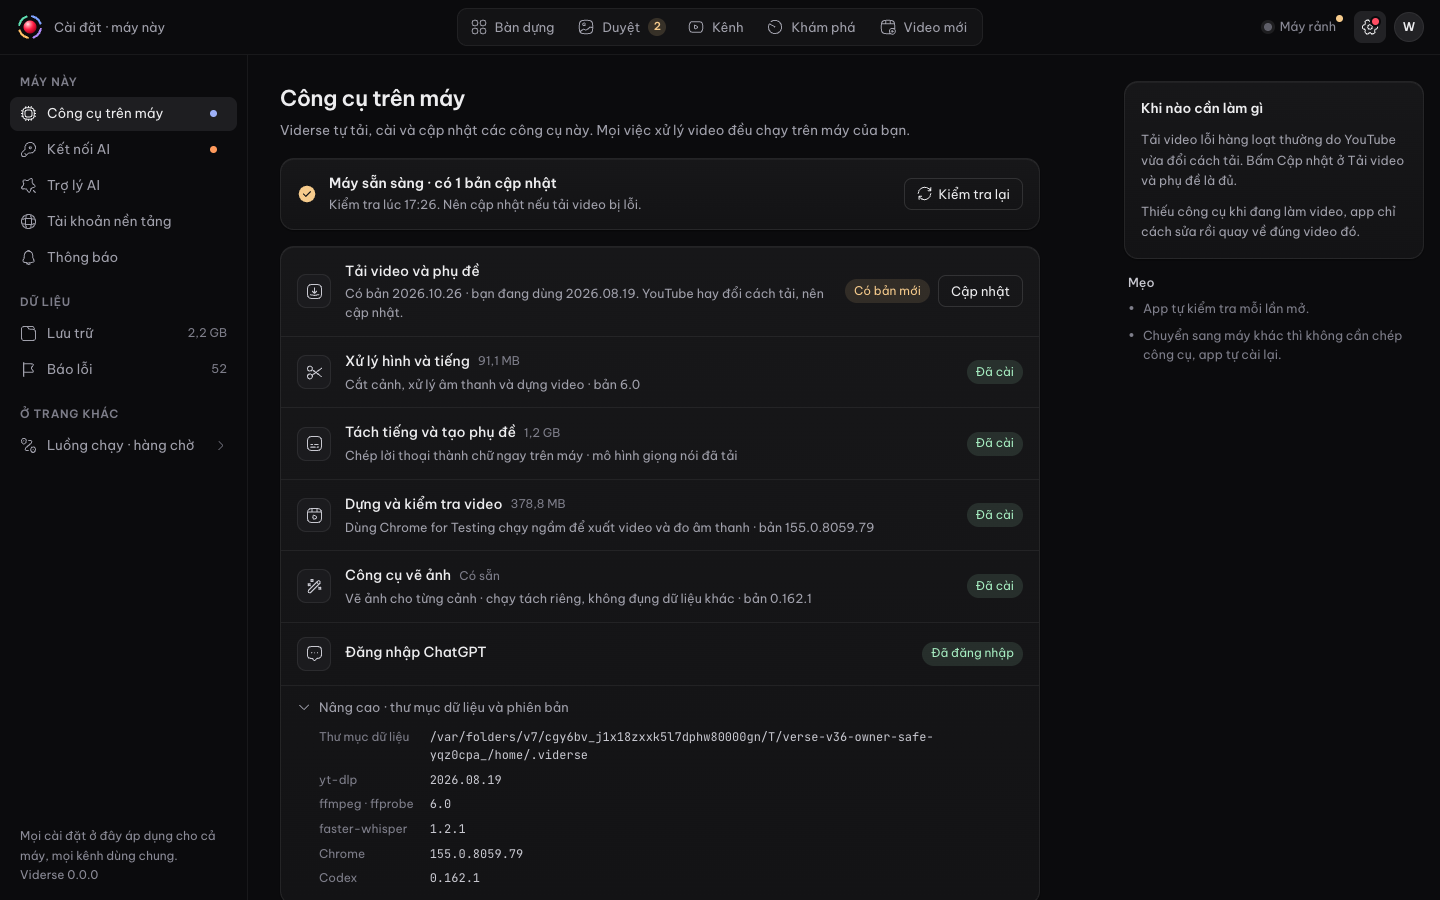 Cài đặt · máy này
Bàn dựng
Duyệt 2
Kênh
Khám phá
Video mới
Máy rảnh
W
MÁY NÀY
Công cụ trên máy
Kết nối AI
Trợ lý AI
Tài khoản nền tảng
Thông báo
DỮ LIỆU
Lưu trữ 2,2 GB
Báo lỗi 52
Ở TRANG KHÁC
Luồng chạy · hàng chờ
Mọi cài đặt ở đây áp dụng cho cả
máy, mọi kênh dùng chung.
Viderse 0.0.0
Công cụ trên máy
Viderse tự tải, cài và cập nhật các công cụ này. Mọi việc xử lý video đều chạy trên máy của bạn.
Máy sẵn sàng · có 1 bản cập nhật
Kiểm tra lúc 17:26. Nên cập nhật nếu tải video bị lỗi.
Kiểm tra lại
Tải video và phụ đề
Có bản 2026.10.26 · bạn đang dùng 2026.08.19. YouTube hay đổi cách tải, nên
cập nhật.
Có bản mới
Cập nhật
Xử lý hình và tiếng 91,1 MB
Cắt cảnh, xử lý âm thanh và dựng video · bản 6.0
Đã cài
Tách tiếng và tạo phụ đề 1,2 GB
Chép lời thoại thành chữ ngay trên máy · mô hình giọng nói đã tải
Đã cài
Dựng và kiểm tra video 378,8 MB
Dùng Chrome for Testing chạy ngầm để xuất video và đo âm thanh · bản 155.0.8059.79
Đã cài
Công cụ vẽ ảnh Có sẵn
Vẽ ảnh cho từng cảnh · chạy tách riêng, không đụng dữ liệu khác · bản 0.162.1
Đã cài
Đăng nhập ChatGPT
Đã đăng nhập
Nâng cao · thư mục dữ liệu và phiên bản
Thư mục dữ liệu /var/folders/v7/cgy6bv_j1x18zxxk5l7dphw80000gn/T/verse-v36-owner-safe-
yqz0cpa_/home/.viderse
yt-dlp 2026.08.19
ffmpeg · ffprobe 6.0
faster-whisper 1.2.1
Chrome 155.0.8059.79
Codex 0.162.1
Khi nào cần làm gì
Tải video lỗi hàng loạt thường do YouTube
vừa đổi cách tải. Bấm Cập nhật ở Tải video
và phụ đề là đủ.
Thiếu công cụ khi đang làm video, app chỉ
cách sửa rồi quay về đúng video đó.
Mẹo
• App tự kiểm tra mỗi lần mở.
• Chuyển sang máy khác thì không cần chép
công cụ, app tự cài lại.